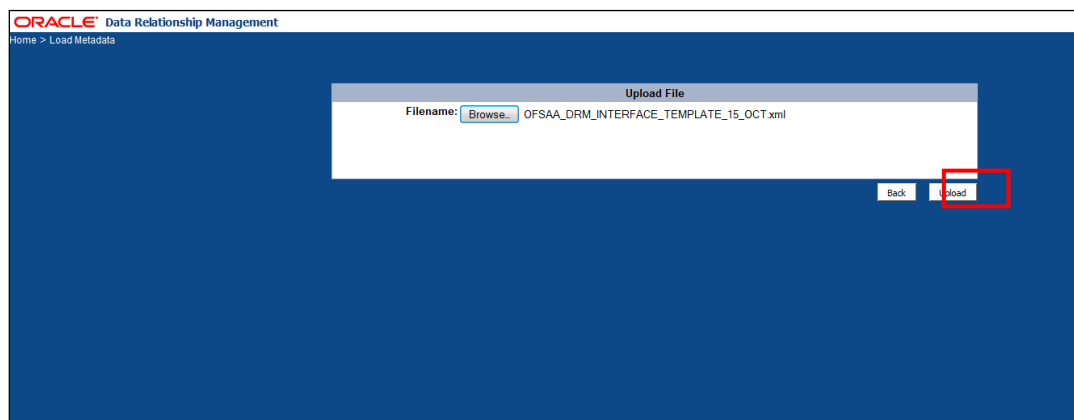 ORACLE Data Relationship Management
Home > Load Metadata
Upload File
Filename: Browse... OFSAA_DRM_INTERFACE_TEMPLATE_15_OCT.xml
Back Upload